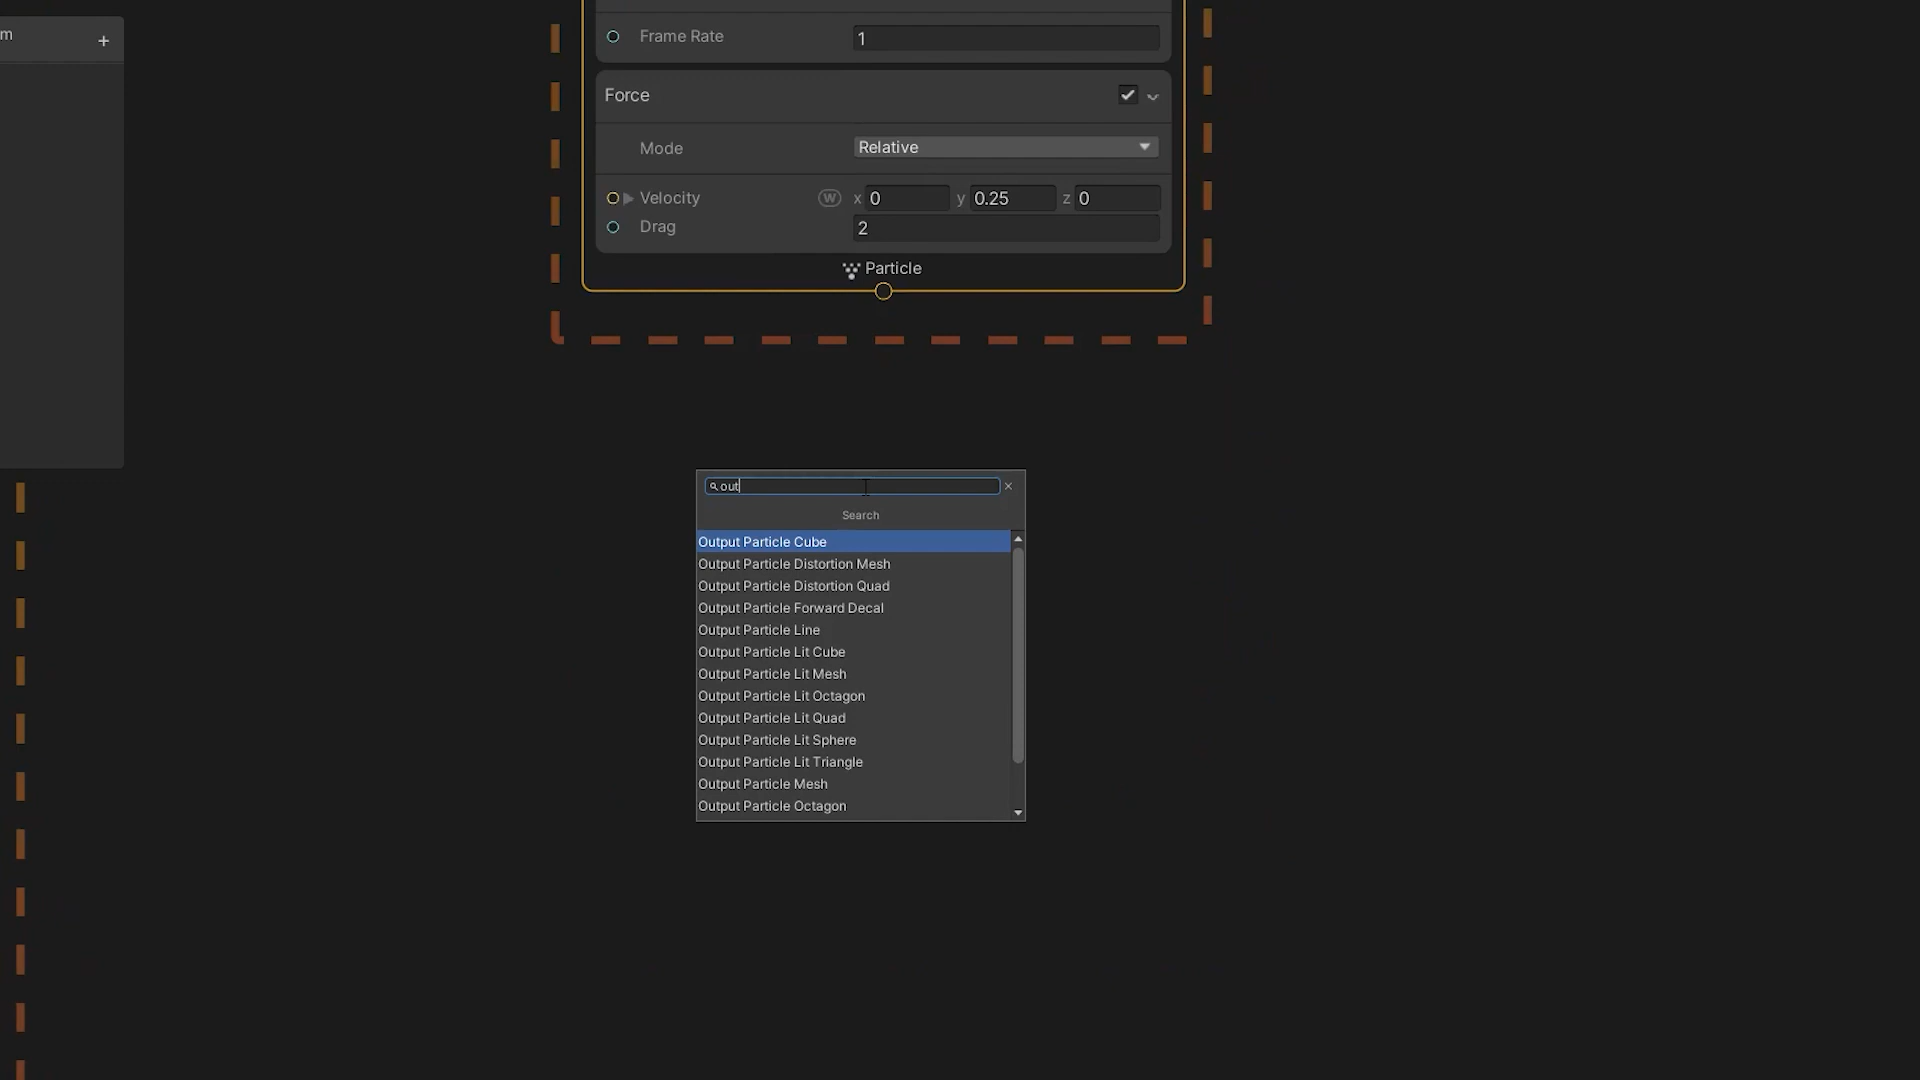 m
+
Frame Rate
1
Force
Mode
Relative
Velocity
W
x 0
y 0.25
z 0
Drag
2
Particle
out
Search
Output Particle Cube
Output Particle Distortion Mesh
Output Particle Distortion Quad
Output Particle Forward Decal
Output Particle Line
Output Particle Lit Cube
Output Particle Lit Mesh
Output Particle Lit Octagon
Output Particle Lit Quad
Output Particle Lit Sphere
Output Particle Lit Triangle
Output Particle Mesh
Output Particle Octagon